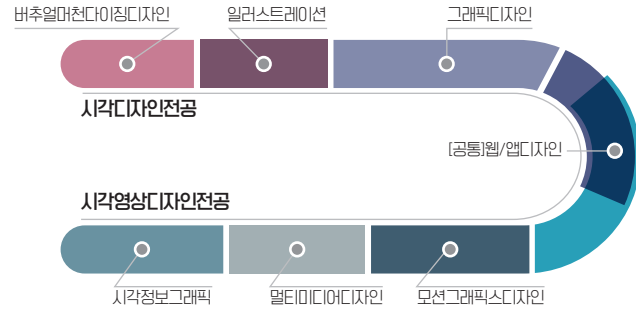 버추얼머천다이징디자인
일러스트레이션
그래픽디자인
시각디자인전공
[공통]웹/앱디자인
시각영상디자인전공
시각정보그래픽
멀티미디어디자인
모션그래픽스디자인